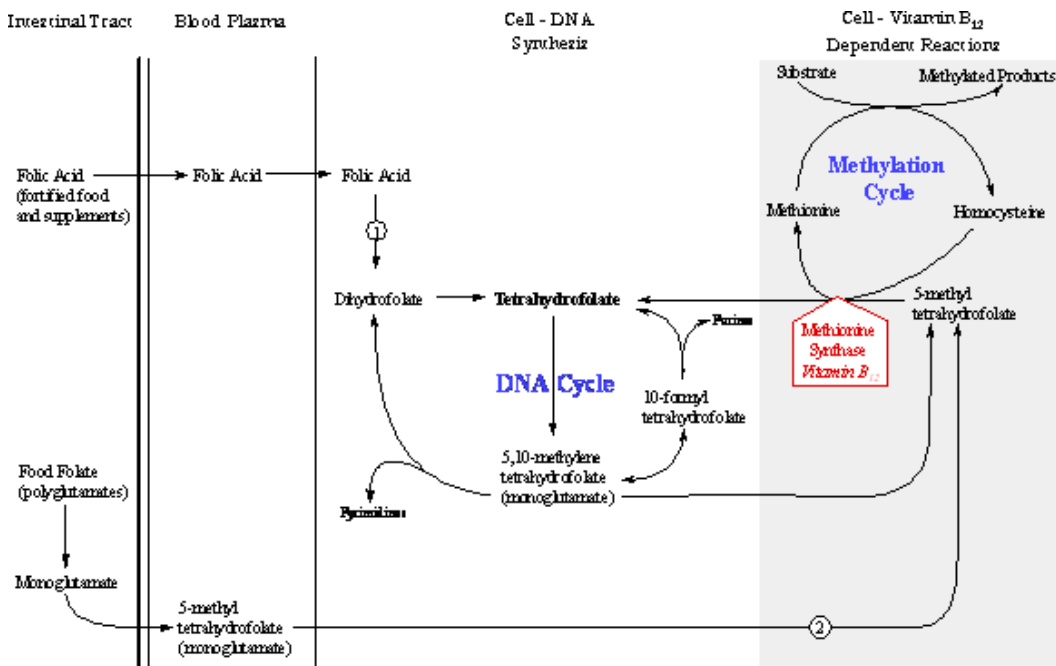 Intestinal Tract
Blood Plasma
Cell - DNA
Synthesis
Cell - Vitamin B12
Dependent Reactions
Substrate
Methylated Products
Folic Acid
(fortified food
and supplements)
Folic Acid
Folic Acid
Methylation
Cycle
Methionine
Homocysteine
1
Dihydrofolate
Tetrahydrofolate
5-methyl
tetrahydrofolate
Purines
Methionine
Synthase
Vitamin B12
DNA Cycle
10-formyl
tetrahydrofolate
5,10-methylene
tetrahydrofolate
(monoglutamate)
Food Folate
(polyglutamates)
Pyrimidines
Monoglutamate
5-methyl
tetrahydrofolate
(monoglutamate)
2